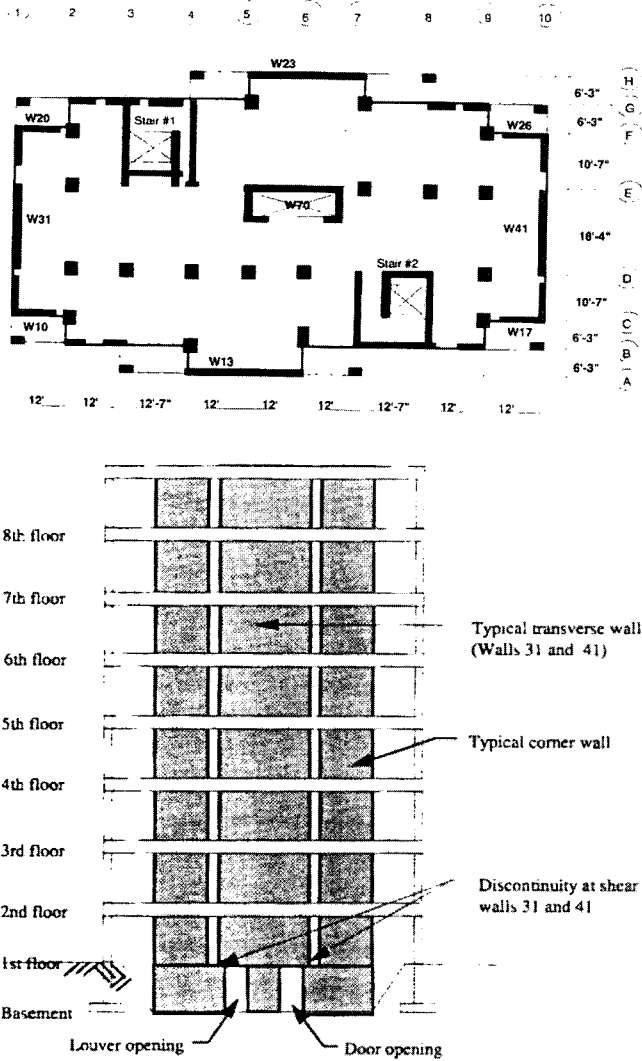 1 2 3 4 5 6 7 8 9 10
W23
H
6'-3"
G
W20
Stair #1
6'-3"
W26
F
10'-7"
E
W70
W31
W41
16'-4"
Stair #2
D
10'-7"
C
W10
W17
6'-3"
B
W13
6'-3"
A
12' 12' 12'-7" 12' 12' 12' 12'-7" 12' 12'
8th floor
7th floor
Typical transverse wall
(Walls 31 and 41)
6th floor
5th floor
Typical corner wall
4th floor
3rd floor
Discontinuity at shear
walls 31 and 41
2nd floor
1st floor
Basement
Louver opening
Door opening